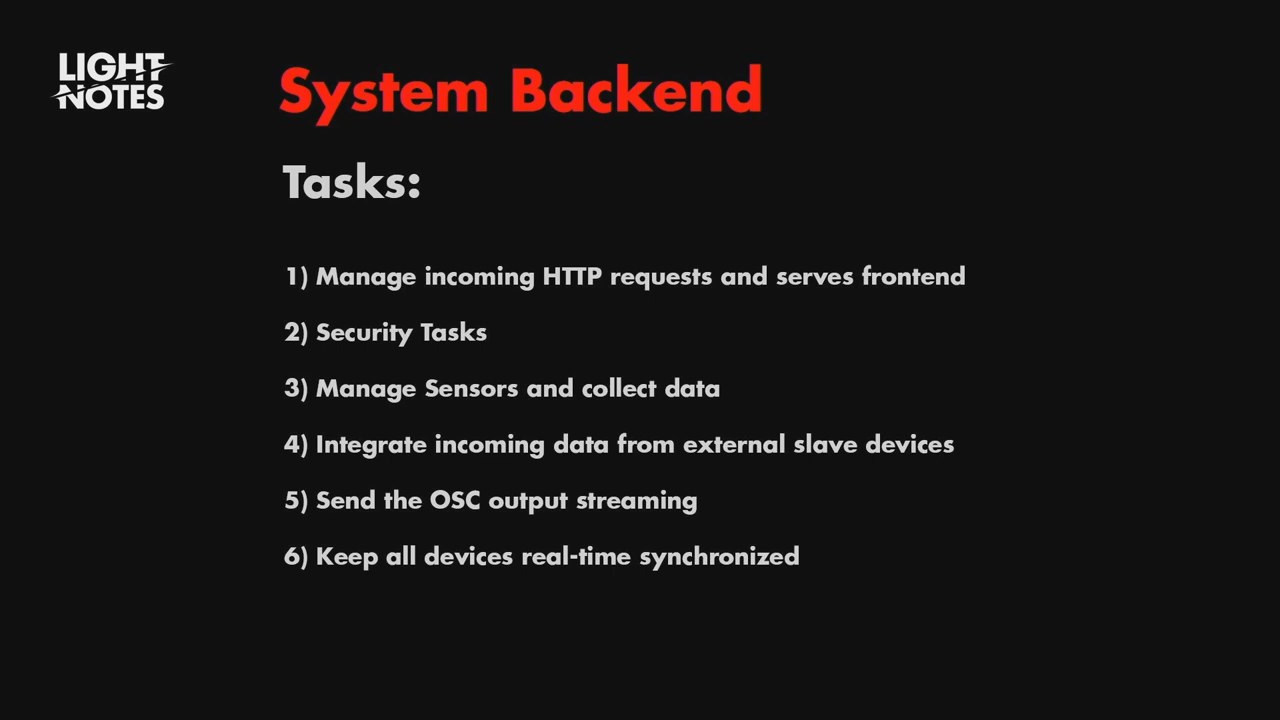 LIGHT
NOTES
System Backend
Tasks:
1) Manage incoming HTTP requests and serves frontend
2) Security Tasks
3) Manage Sensors and collect data
4) Integrate incoming data from external slave devices
5) Send the OSC output streaming
6) Keep all devices real-time synchronized